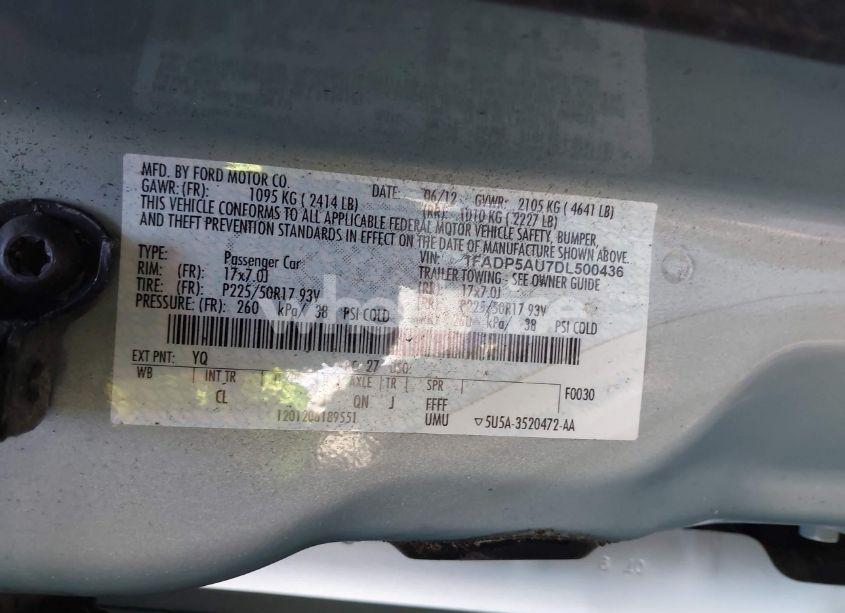 MFD. BY FORD MOTOR CO. DATE: 06/12 GVWR: 2105 KG ( 4641 LB)
GAWR: (FR): 1095 KG ( 2414 LB) (RR): 1010 KG ( 2227 LB)
THIS VEHICLE CONFORMS TO ALL APPLICABLE FEDERAL MOTOR VEHICLE SAFETY, BUMPER,
AND THEFT PREVENTION STANDARDS IN EFFECT ON THE DATE OF MANUFACTURE SHOWN ABOVE.
VIN: 1FADP5AU7DL500436
TYPE: Passenger Car TRAILER TOWING - SEE OWNER GUIDE
RIM: (FR): 17x7.0J 17x7.0J
TIRE: (FR): P225/50R17 93V P225/50R17 93V
PRESSURE: (FR): 260 kPa/ 38 PSI COLD 260 kPa/ 38 PSI COLD
EXT PNT: YQ RC: 27
WB INT TR AXLE TR SPR F0030
CL QN J FFFF
1201206189551 UMU ▽5U5A-3520472-AA